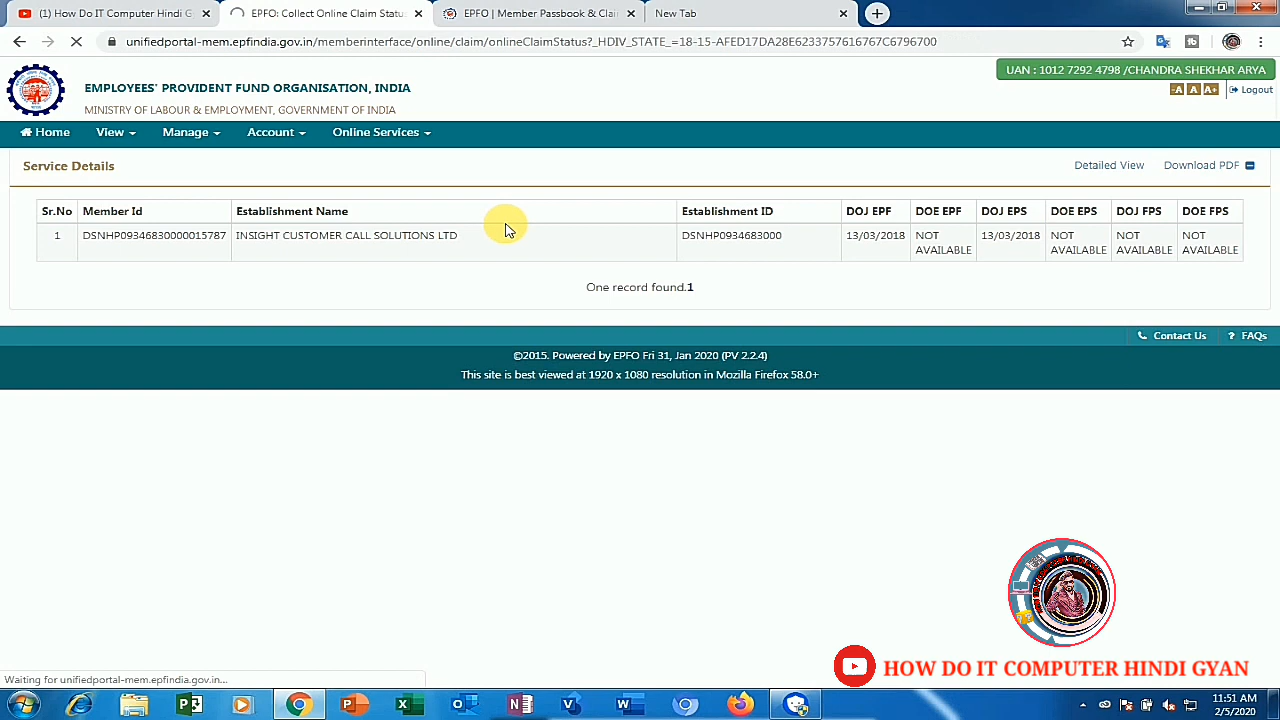 (1) How Do IT Computer Hindi G
EPFO: Collect Online Claim Statu
EPFO | Member Passbook & Clai
New Tab
unifiedportal-mem.epfindia.gov.in/memberinterface/online/claim/onlineClaimStatus?_HDIV_STATE_=18-15-AFED17DA28E6233757616767C6796700
UAN : 1012 7292 4798 /CHANDRA SHEKHAR ARYA
EMPLOYEES' PROVIDENT FUND ORGANISATION, INDIA
-A A A+ Logout
MINISTRY OF LABOUR & EMPLOYMENT, GOVERNMENT OF INDIA
Home View Manage Account Online Services
Service Details
Detailed View Download PDF
Sr.No Member Id Establishment Name Establishment ID DOJ EPF DOE EPF DOJ EPS DOE EPS DOJ FPS DOE FPS
1 DSNHP09346830000015787 INSIGHT CUSTOMER CALL SOLUTIONS LTD DSNHP0934683000 13/03/2018 NOT AVAILABLE 13/03/2018 NOT AVAILABLE NOT AVAILABLE NOT AVAILABLE
One record found.1
Contact Us ? FAQs
©2015. Powered by EPFO Fri 31, Jan 2020 (PV 2.2.4)
This site is best viewed at 1920 x 1080 resolution in Mozilla Firefox 58.0+
HOW DO IT COMPUTER HINDI GYAN
Waiting for unifiedportal-mem.epfindia.gov.in...
11:51 AM
2/5/2020